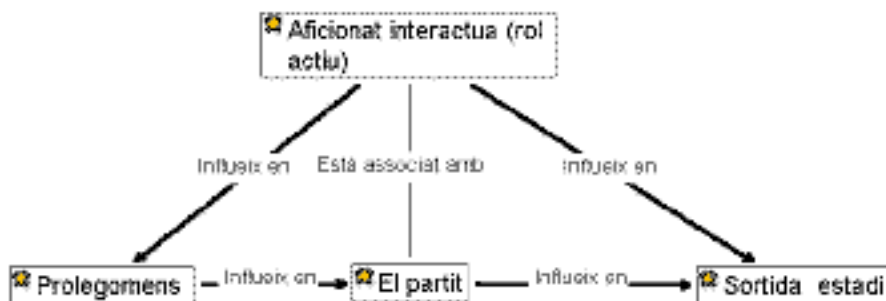 Aficionat interactua (rol
actiu)
Influeix en
Està associat amb
Influeix en
Prolegomens
Influeix en
El partit
Influeix en
Sortida estadi